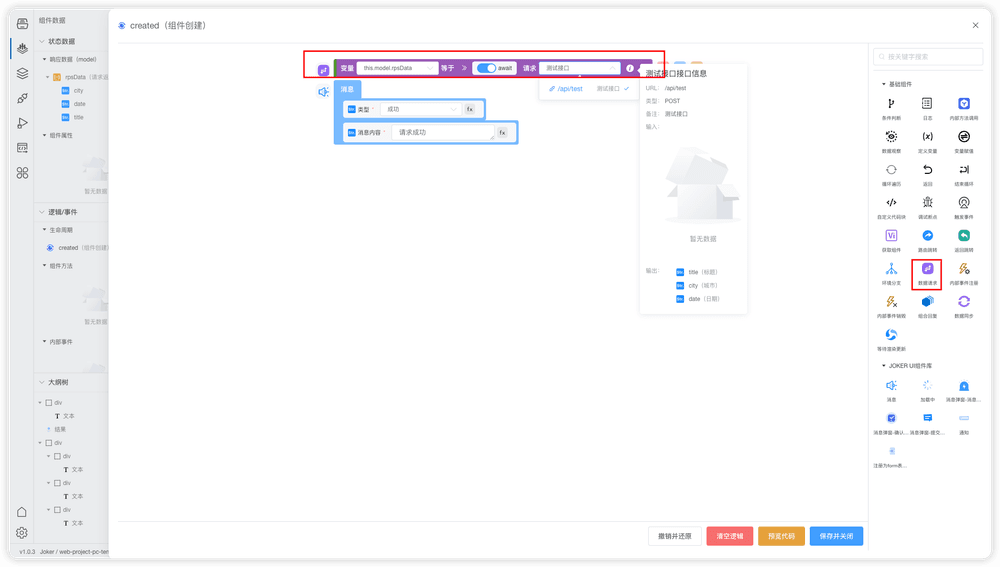 组件数据
created（组件创建）
状态数据
响应数据（model）
rpsData（请求返
city
date
title
组件属性
暂无数据
逻辑/事件
生命周期
created（组件创建）
组件方法
暂无数据
内部事件
大纲树
div
T 文本
结果
div
div
T 文本
div
T 文本
div
T 文本
v1.0.3 Joker / web-project-pc-tem
变量 this.model.rpsData 等于 await 请求 测试接口
/api/test 测试接口
消息
类型 * 成功 fx
消息内容 * 请求成功 fx
测试接口接口信息
URL: /api/test
类型: POST
备注: 测试接口
输入:
暂无数据
输出: title（标题）
city（城市）
date（日期）
按关键字搜索
基础组件
条件判断 日志 内部方法调用
数据观察 定义变量 变量赋值
循环遍历 返回 结束循环
自定义代码块 调试断点 触发事件
获取组件 路由跳转 返回跳转
环境分支 数据请求 内部事件注册
内部事件销毁 组合函数 数据同步
等待渲染更新
JOKER UI组件库
消息 加载中 消息弹窗-消息...
消息弹窗-确认... 消息弹窗-提交... 通知
注册为form表...
撤销并还原 清空逻辑 预览代码 保存并关闭